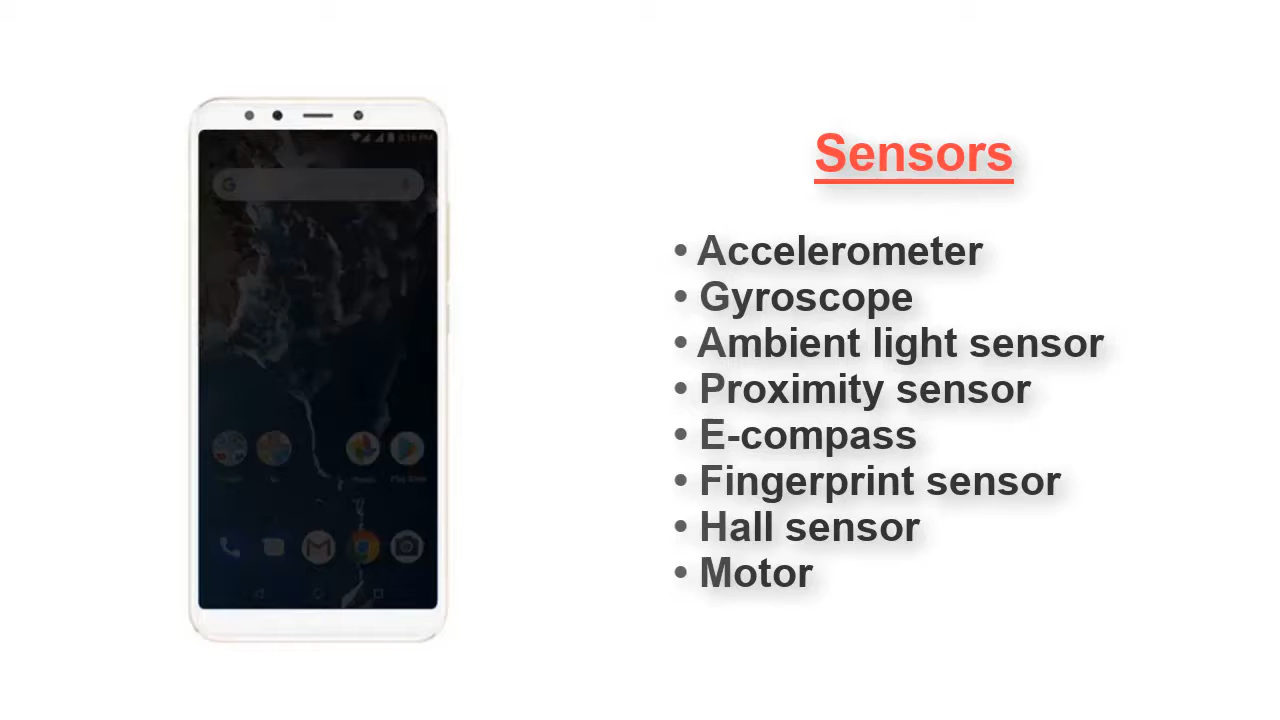 Sensors
• Accelerometer
• Gyroscope
• Ambient light sensor
• Proximity sensor
• E-compass
• Fingerprint sensor
• Hall sensor
• Motor